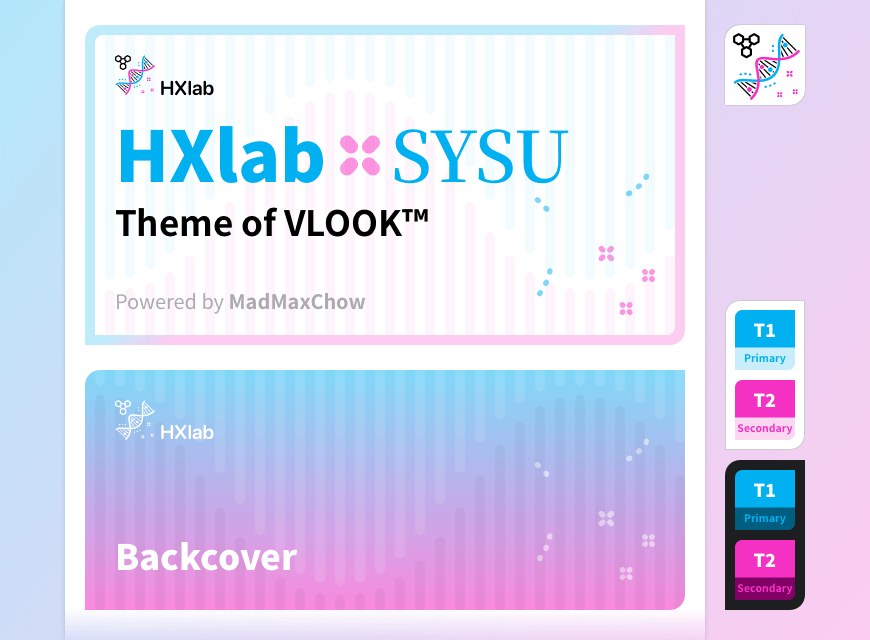 HXlab
HXlab SYSU
Theme of VLOOK™
Powered by MadMaxChow
HXlab
Backcover
T1
Primary
T2
Secondary
T1
Primary
T2
Secondary